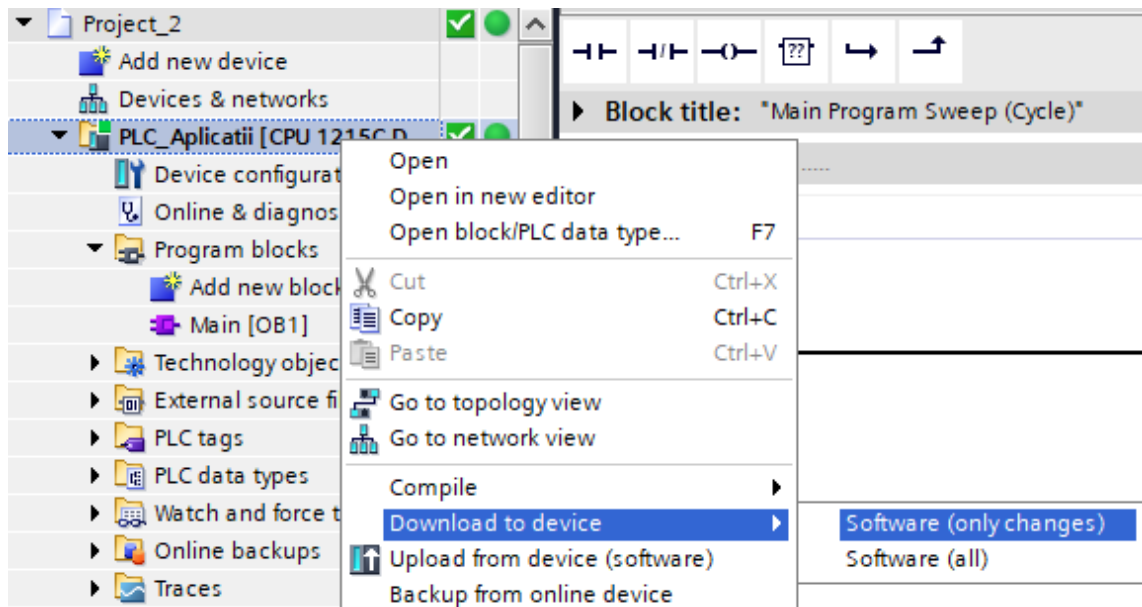 Project_2
Add new device
Devices & networks
PLC_Aplicatii [CPU 1215C D
Device configurat
Online & diagnos
Program blocks
Add new block
Main [OB1]
Technology objec
External source fi
PLC tags
PLC data types
Watch and force t
Online backups
Traces
Open
Open in new editor
Open block/PLC data type... F7
Cut Ctrl+X
Copy Ctrl+C
Paste Ctrl+V
Go to topology view
Go to network view
Compile
Download to device
Upload from device (software)
Backup from online device
Software (only changes)
Software (all)
??
Block title: "Main Program Sweep (Cycle)"
.....